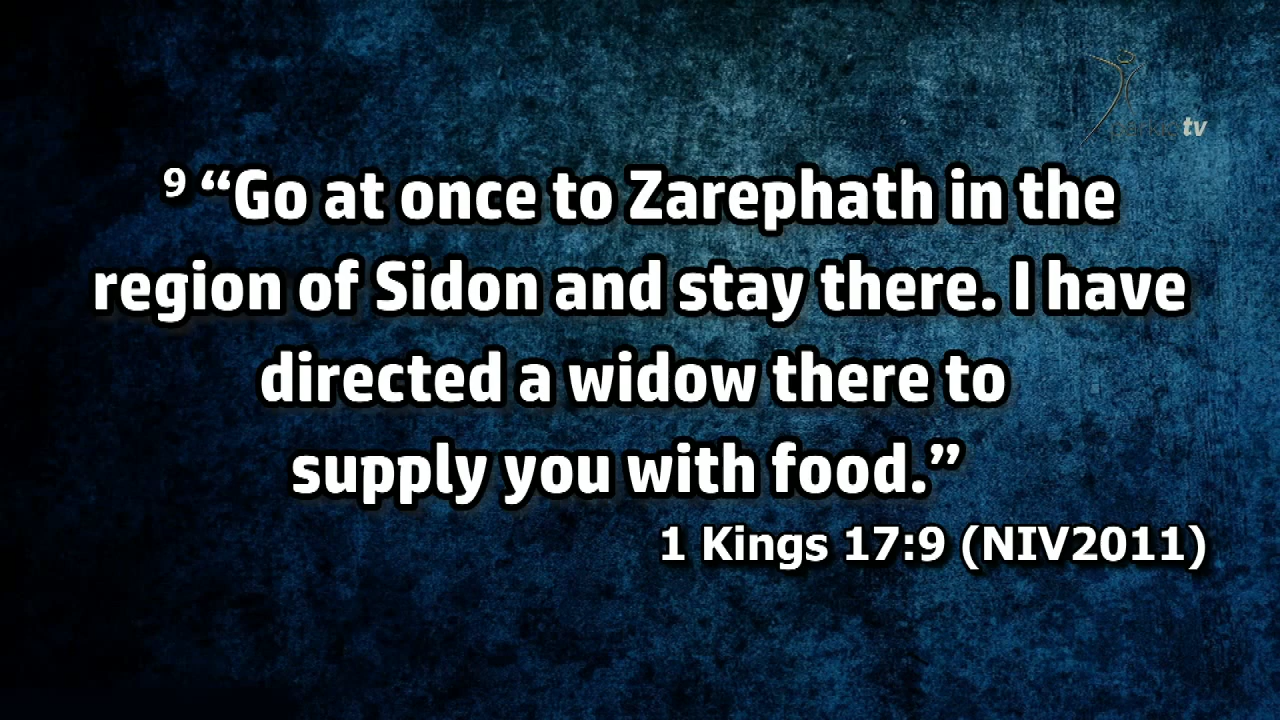 tv
⁹ “Go at once to Zarephath in the
region of Sidon and stay there. I have
directed a widow there to
supply you with food.”
1 Kings 17:9 (NIV2011)